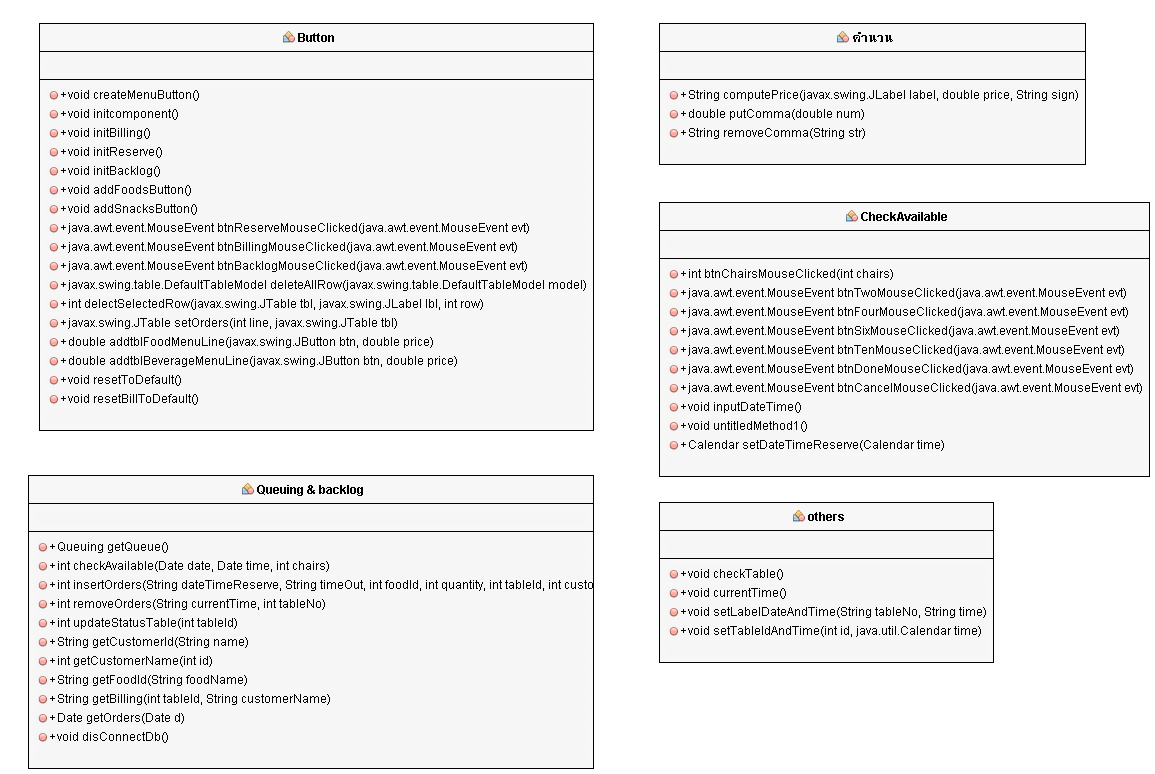 Button
+void createMenuButton()
+void initcomponent()
+void initBilling()
+void initReserve()
+void initBacklog()
+void addFoodsButton()
+void addSnacksButton()
+java.awt.event.MouseEvent btnReserveMouseClicked(java.awt.event.MouseEvent evt)
+java.awt.event.MouseEvent btnBillingMouseClicked(java.awt.event.MouseEvent evt)
+java.awt.event.MouseEvent btnBacklogMouseClicked(java.awt.event.MouseEvent evt)
+javax.swing.table.DefaultTableModel deleteAllRow(javax.swing.table.DefaultTableModel model)
+int delectSelectedRow(javax.swing.JTable tbl, javax.swing.JLabel lbl, int row)
+javax.swing.JTable setOrders(int line, javax.swing.JTable tbl)
+double addtblFoodMenuLine(javax.swing.JButton btn, double price)
+double addtblBeverageMenuLine(javax.swing.JButton btn, double price)
+void resetToDefault()
+void resetBillToDefault()
Queuing & backlog
+Queuing getQueue()
+int checkAvailable(Date date, Date time, int chairs)
+int insertOrders(String dateTimeReserve, String timeOut, int foodId, int quantity, int tableId, int custo
+int removeOrders(String currentTime, int tableNo)
+int updateStatusTable(int tableId)
+String getCustomerId(String name)
+int getCustomerName(int id)
+String getFoodId(String foodName)
+String getBilling(int tableId, String customerName)
+Date getOrders(Date d)
+void disConnectDb()
คำนวน
+String computePrice(javax.swing.JLabel label, double price, String sign)
+double putComma(double num)
+String removeComma(String str)
CheckAvailable
+int btnChairsMouseClicked(int chairs)
+java.awt.event.MouseEvent btnTwoMouseClicked(java.awt.event.MouseEvent evt)
+java.awt.event.MouseEvent btnFourMouseClicked(java.awt.event.MouseEvent evt)
+java.awt.event.MouseEvent btnSixMouseClicked(java.awt.event.MouseEvent evt)
+java.awt.event.MouseEvent btnTenMouseClicked(java.awt.event.MouseEvent evt)
+java.awt.event.MouseEvent btnDoneMouseClicked(java.awt.event.MouseEvent evt)
+java.awt.event.MouseEvent btnCancelMouseClicked(java.awt.event.MouseEvent evt)
+void inputDateTime()
+void untitledMethod1()
+Calendar setDateTimeReserve(Calendar time)
others
+void checkTable()
+void currentTime()
+void setLabelDateAndTime(String tableNo, String time)
+void setTableIdAndTime(int id, java.util.Calendar time)